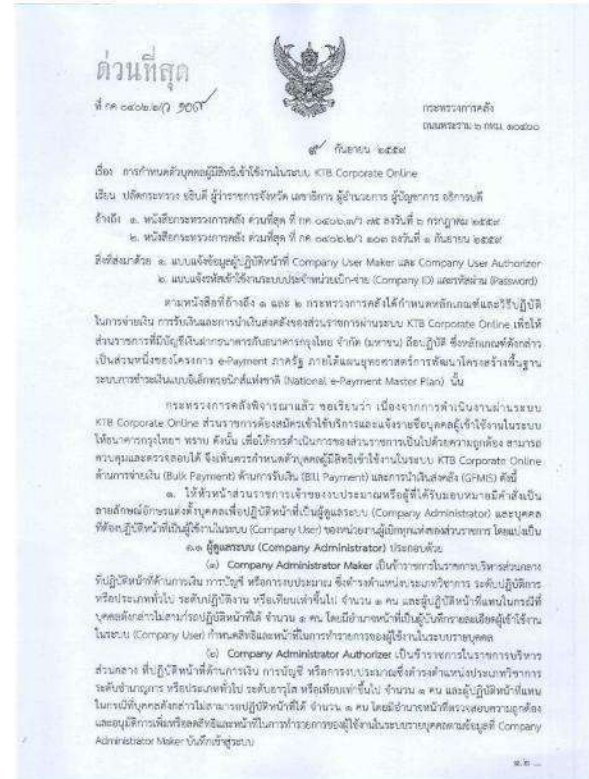 ด่วนที่สุด
ที่ กค ๐๔๐๒.๒/ว ๑๐๙
กระทรวงการคลัง
ถนนพระราม ๖ กทม. ๑๐๔๐๐
๙ กันยายน ๒๕๕๙
เรื่อง การกำหนดตัวบุคคลผู้มีสิทธิเข้าใช้งานในระบบ KTB Corporate Online
เรียน ปลัดกระทรวง อธิบดี ผู้ว่าราชการจังหวัด เลขาธิการ ผู้อำนวยการ ผู้บัญชาการ อธิการบดี
อ้างถึง ๑. หนังสือกระทรวงการคลัง ด่วนที่สุด ที่ กค ๐๔๐๒.๓/ว ๗๕ ลงวันที่ ๖ กรกฎาคม ๒๕๕๙
๒. หนังสือกระทรวงการคลัง ด่วนที่สุด ที่ กค ๐๔๐๒.๒/ว ๑๐๓ ลงวันที่ ๑ กันยายน ๒๕๕๙
สิ่งที่ส่งมาด้วย ๑. แบบแจ้งข้อมูลผู้ปฏิบัติหน้าที่ Company User Maker และ Company User Authorizer
๒. แบบแจ้งรหัสเข้าใช้งานระบบประจำหน่วยเบิก-จ่าย (Company ID) และรหัสผ่าน (Password)
ตามหนังสือที่อ้างถึง ๑ และ ๒ กระทรวงการคลังได้กำหนดหลักเกณฑ์และวิธีปฏิบัติ
ในการจ่ายเงิน การรับเงินและการนำเงินส่งคลังของส่วนราชการผ่านระบบ KTB Corporate Online เพื่อให้
ส่วนราชการที่มีบัญชีเงินฝากธนาคารกับธนาคารกรุงไทย จำกัด (มหาชน) ถือปฏิบัติ ซึ่งหลักเกณฑ์ดังกล่าว
เป็นส่วนหนึ่งของโครงการ e-Payment ภาครัฐ ภายใต้แผนยุทธศาสตร์การพัฒนาโครงสร้างพื้นฐาน
ระบบการชำระเงินแบบอิเล็กทรอนิกส์แห่งชาติ (National e-Payment Master Plan) นั้น
กระทรวงการคลังพิจารณาแล้ว ขอเรียนว่า เนื่องจากการดำเนินงานผ่านระบบ
KTB Corporate Online ส่วนราชการต้องสมัครเข้าใช้บริการและแจ้งรายชื่อบุคคลผู้เข้าใช้งานในระบบ
ให้ธนาคารกรุงไทยฯ ทราบ ดังนั้น เพื่อให้การดำเนินการของส่วนราชการเป็นไปด้วยความถูกต้อง สามารถ
ควบคุมและตรวจสอบได้ จึงเห็นควรกำหนดตัวบุคคลผู้มีสิทธิเข้าใช้งานในระบบ KTB Corporate Online
ด้านการจ่ายเงิน (Bulk Payment) ด้านการรับเงิน (Bill Payment) และการนำเงินส่งคลัง (GFMIS) ดังนี้
๑. ให้หัวหน้าส่วนราชการเจ้าของงบประมาณหรือผู้ที่ได้รับมอบหมายมีคำสั่งเป็น
ลายลักษณ์อักษรแต่งตั้งบุคคลเพื่อปฏิบัติหน้าที่เป็นผู้ดูแลระบบ (Company Administrator) และบุคคล
ที่ต้องปฏิบัติหน้าที่เป็นผู้ใช้งานในระบบ (Company User) ของหน่วยงานผู้เบิกทุกแห่งของส่วนราชการ โดยแบ่งเป็น
๑.๑ ผู้ดูแลระบบ (Company Administrator) ประกอบด้วย
(๑) Company Administrator Maker เป็นข้าราชการในราชการบริหารส่วนกลาง
ที่ปฏิบัติหน้าที่ด้านการเงิน การบัญชี หรือการงบประมาณ ซึ่งดำรงตำแหน่งประเภทวิชาการ ระดับปฏิบัติการ
หรือประเภททั่วไป ระดับปฏิบัติงาน หรือเทียบเท่าขึ้นไป จำนวน ๑ คน และผู้ปฏิบัติหน้าที่แทนในกรณีที่
บุคคลดังกล่าวไม่สามารถปฏิบัติหน้าที่ได้ จำนวน ๑ คน โดยมีอำนาจหน้าที่เป็นผู้บันทึกรายละเอียดผู้เข้าใช้งาน
ในระบบ (Company User) กำหนดสิทธิและหน้าที่ในการทำรายการของผู้ใช้งานในระบบรายบุคคล
(๒) Company Administrator Authorizer เป็นข้าราชการในราชการบริหาร
ส่วนกลาง ที่ปฏิบัติหน้าที่ด้านการเงิน การบัญชี หรือการงบประมาณซึ่งดำรงตำแหน่งประเภทวิชาการ
ระดับชำนาญการ หรือประเภททั่วไป ระดับอาวุโส หรือเทียบเท่าขึ้นไป จำนวน ๑ คน และผู้ปฏิบัติหน้าที่แทน
ในกรณีที่บุคคลดังกล่าวไม่สามารถปฏิบัติหน้าที่ได้ จำนวน ๑ คน โดยมีอำนาจหน้าที่ตรวจสอบความถูกต้อง
และอนุมัติการเพิ่มหรือลดสิทธิและหน้าที่ในการทำรายการของผู้ใช้งานในระบบรายบุคคลตามข้อมูลที่ Company
Administrator Maker บันทึกเข้าสู่ระบบ
๑.๒ ...